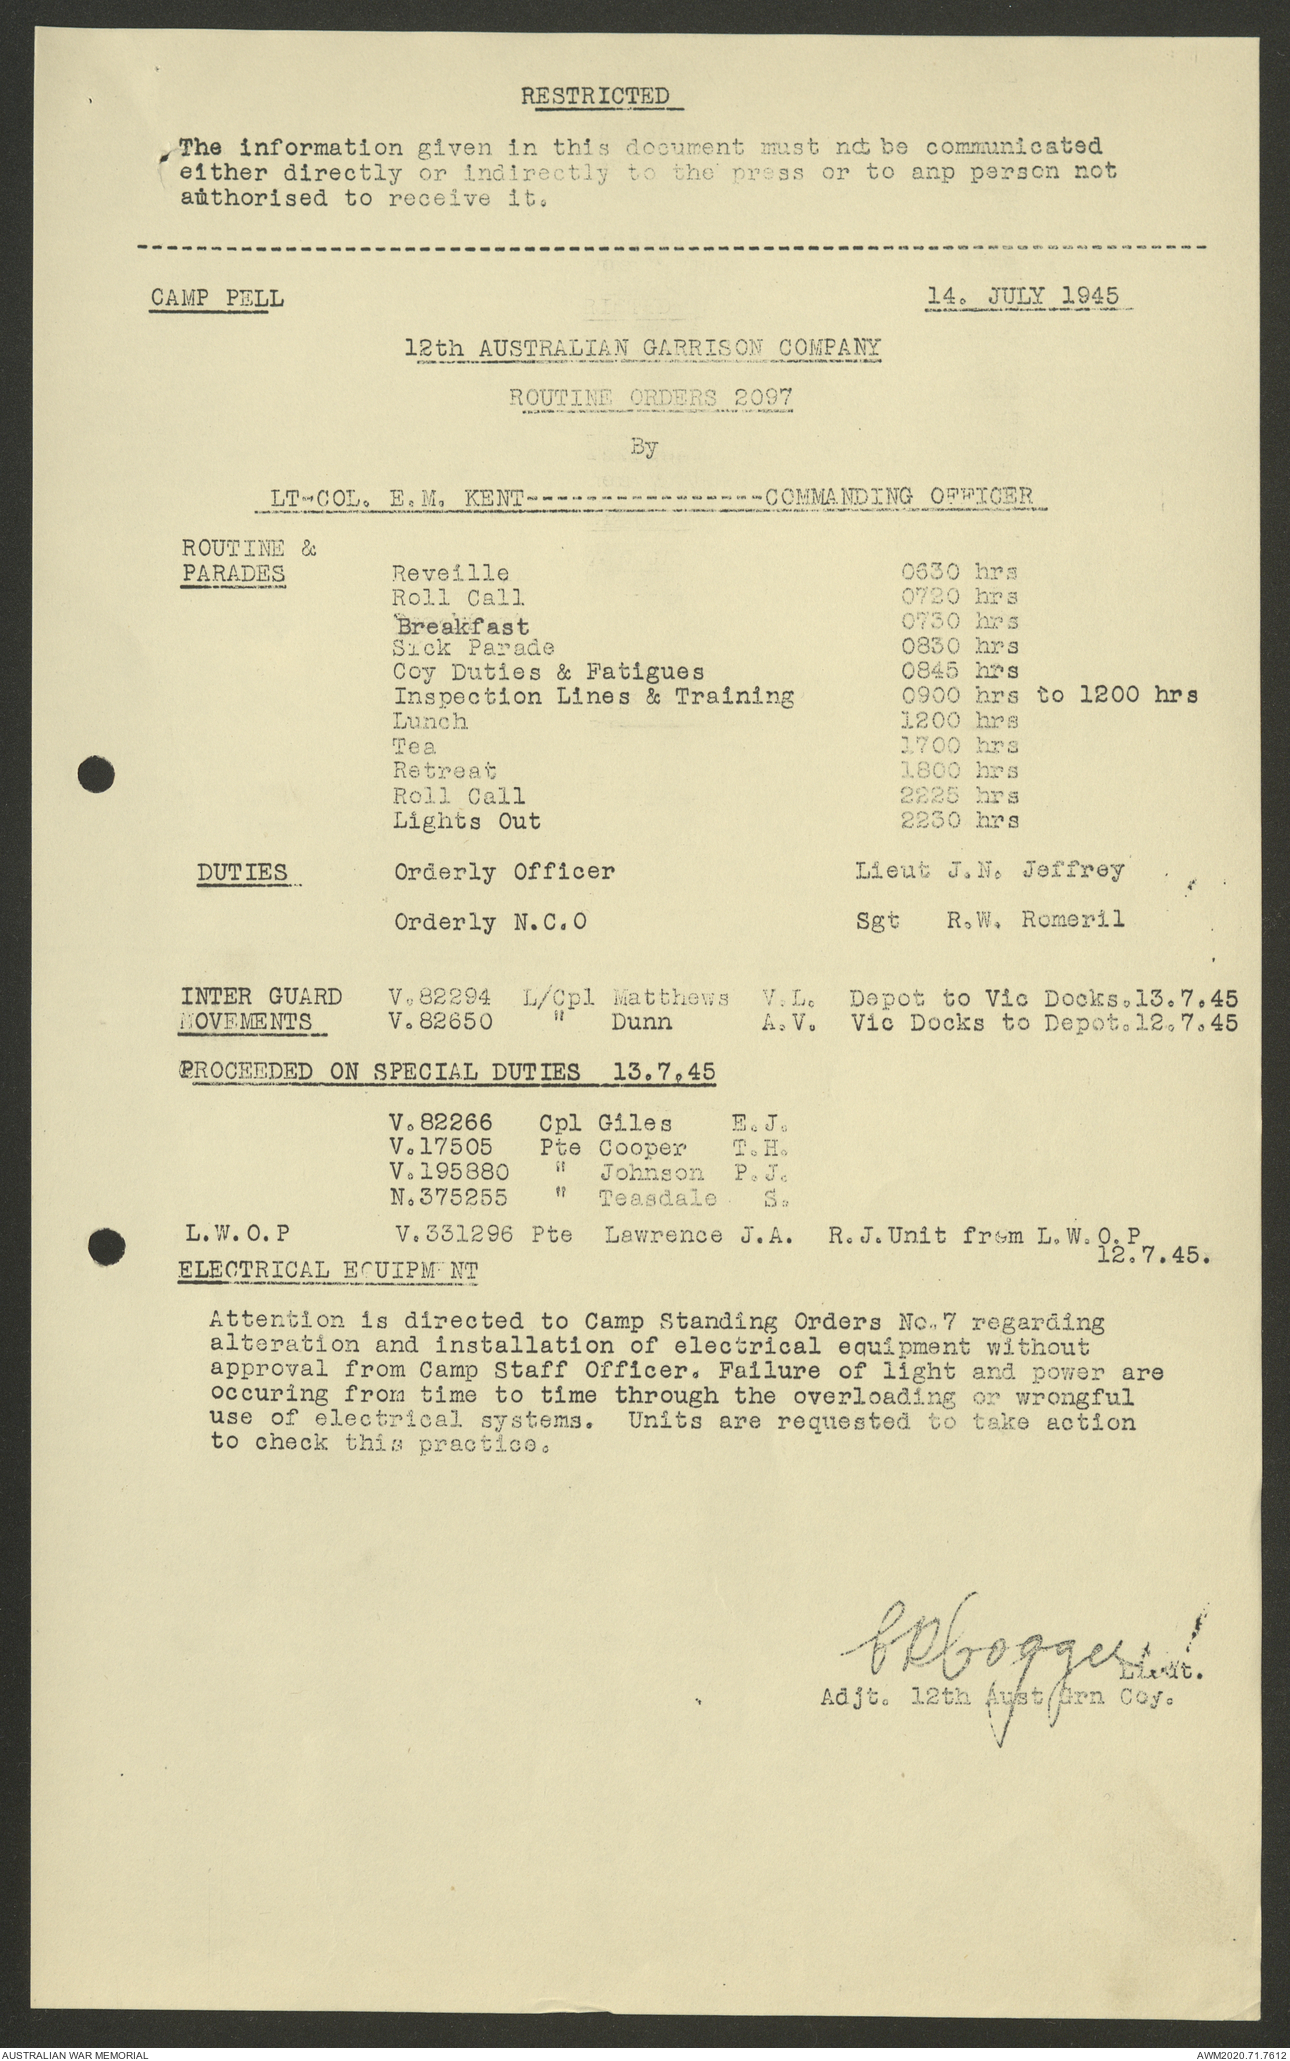 RESTRICTED
The information given in this document must not be communicated
either directly or indirectly to the press or to anp person not
authorised to receive it.
CAMP PELL 14. JULY 1945
12th AUSTRALIAN GARRISON COMPANY
ROUTINE ORDERS 2097
By
LT-COL. E.M. KENT----------------COMMANDING OFFICER
ROUTINE &
PARADES Reveille 0630 hrs
Roll Call 0720 hrs
Breakfast 0730 hrs
Sick Parade 0830 hrs
Coy Duties & Fatigues 0845 hrs
Inspection Lines & Training 0900 hrs to 1200 hrs
Lunch 1200 hrs
Tea 1700 hrs
Retreat 1800 hrs
Roll Call 2225 hrs
Lights Out 2230 hrs
DUTIES Orderly Officer Lieut J.N. Jeffrey
Orderly N.C.O Sgt R.W. Romeril
INTER GUARD V.82294 L/Cpl Matthews V.L. Depot to Vic Docks.13.7.45
MOVEMENTS V.82650 " Dunn A.V. Vic Docks to Depot.12.7.45
PROCEEDED ON SPECIAL DUTIES 13.7.45
V.82266 Cpl Giles E.J.
V.17505 Pte Cooper T.H.
V.195880 " Johnson P.J.
N.375255 " Teasdale S.
L.W.O.P V.331296 Pte Lawrence J.A. R.J.Unit from L.W.O.P
12.7.45.
ELECTRICAL EQUIPMENT
Attention is directed to Camp Standing Orders No.7 regarding
alteration and installation of electrical equipment without
approval from Camp Staff Officer. Failure of light and power are
occuring from time to time through the overloading or wrongful
use of electrical systems. Units are requested to take action
to check this practice.
Lieut.
Adjt. 12th Aust Grn Coy.
AUSTRALIAN WAR MEMORIAL AWM2020.71.7612